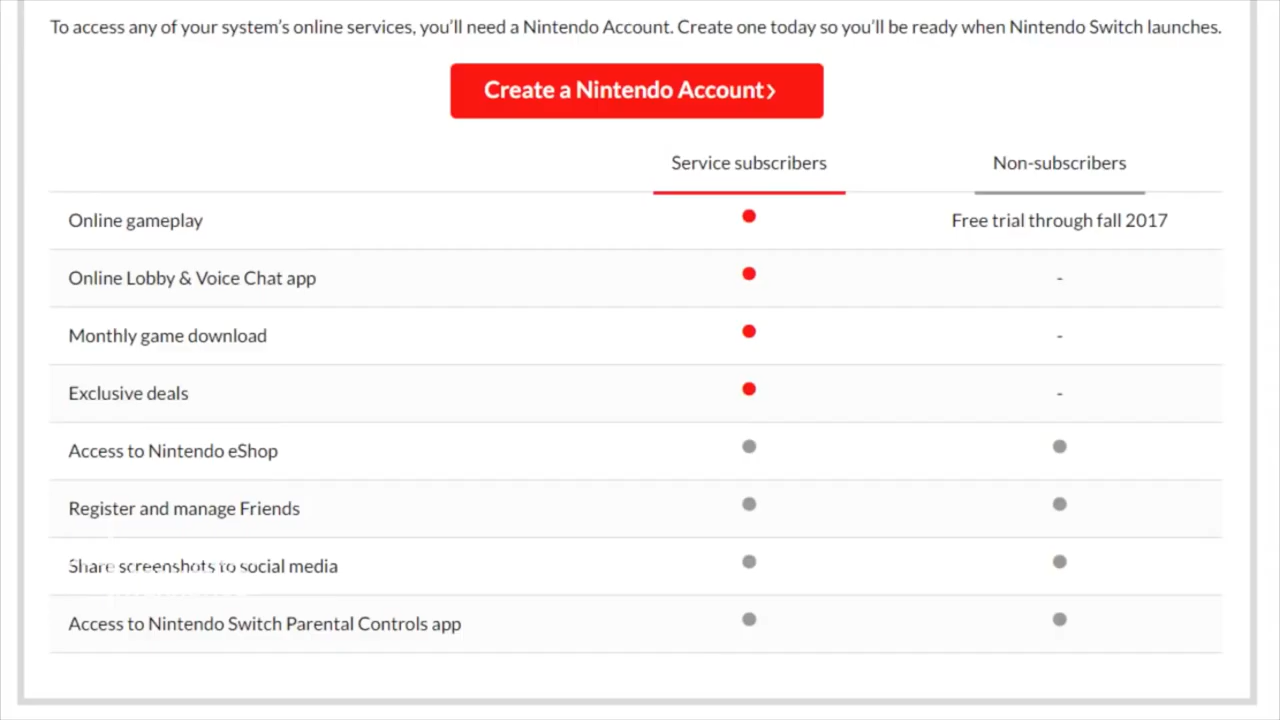 To access any of your system's online services, you'll need a Nintendo Account. Create one today so you'll be ready when Nintendo Switch launches.
Create a Nintendo Account›
Service subscribers Non-subscribers
Online gameplay Free trial through fall 2017
Online Lobby & Voice Chat app -
Monthly game download -
Exclusive deals -
Access to Nintendo eShop
Register and manage Friends
Share screenshots to social media
Access to Nintendo Switch Parental Controls app